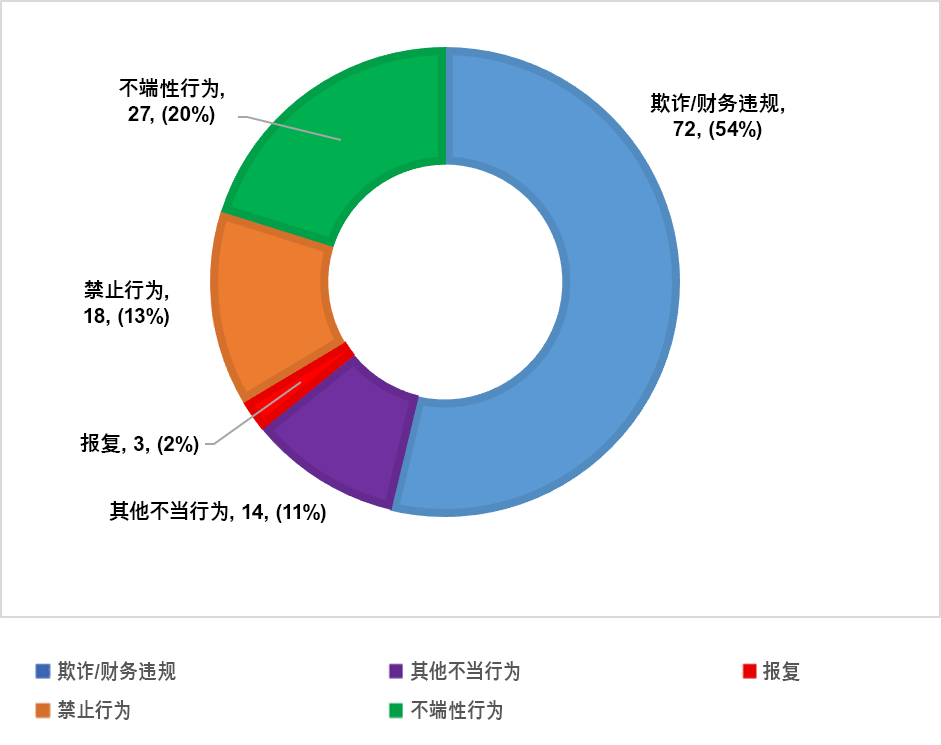 不端性行为,
27, (20%)
欺诈/财务违规,
72, (54%)
禁止行为,
18, (13%)
报复, 3, (2%)
其他不当行为, 14, (11%)
欺诈/财务违规
其他不当行为
报复
禁止行为
不端性行为